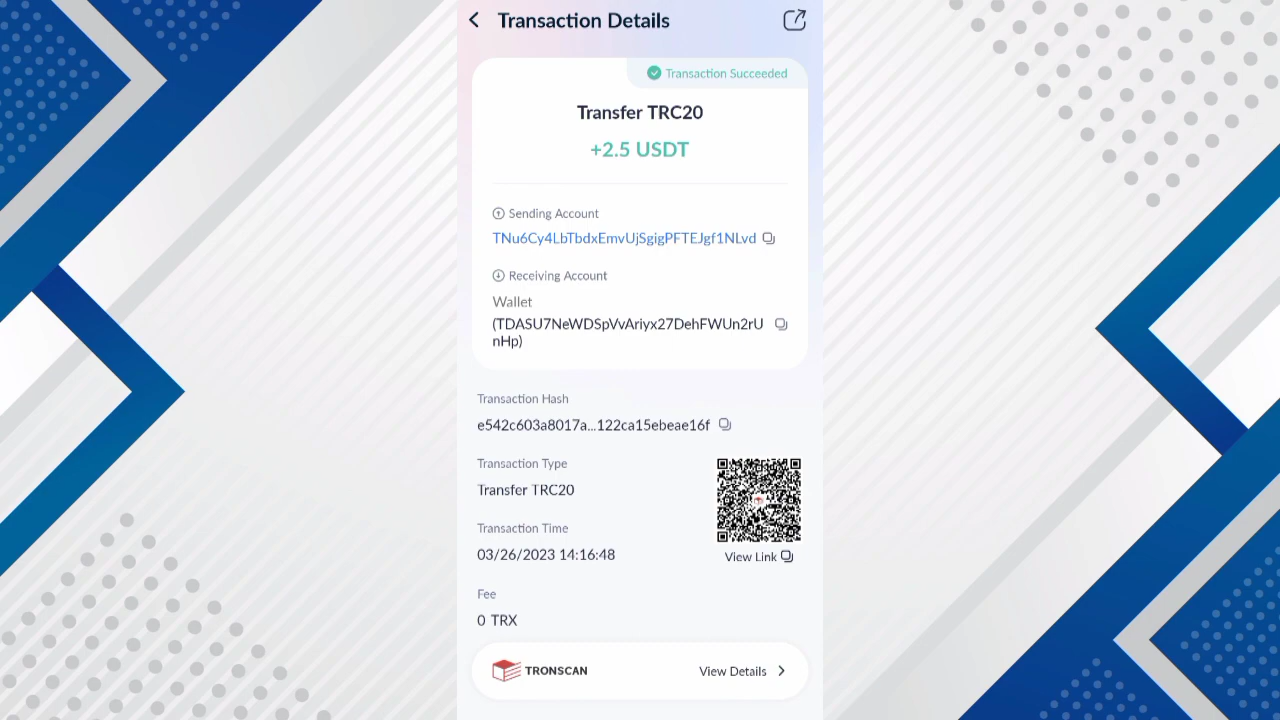 Transaction Details
Transaction Succeeded
Transfer TRC20
+2.5 USDT
Sending Account
TNu6Cy4LbTbdxEmvUjSgigPFTEJgf1NLvd
Receiving Account
Wallet
(TDASU7NeWDSpVvAriyx27DehFWUn2rU
nHp)
Transaction Hash
e542c603a8017a...122ca15ebeae16f
Transaction Type
Transfer TRC20
Transaction Time
03/26/2023 14:16:48
View Link
Fee
0 TRX
TRONSCAN
View Details